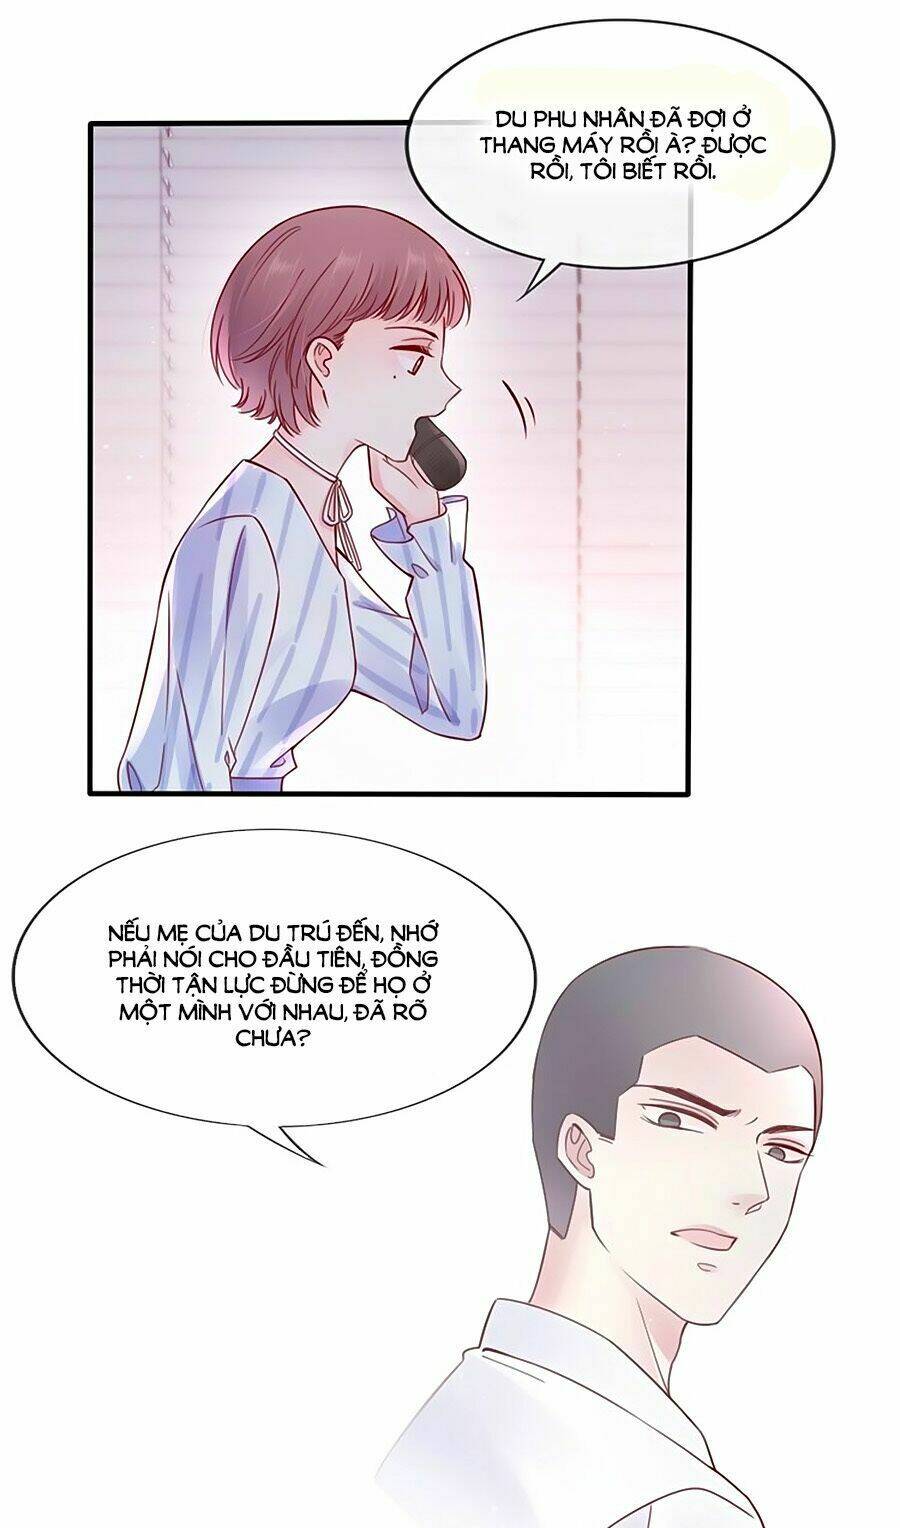 DU PHU NHÂN ĐÃ ĐỢI Ở
THANG MÁY RỒI À? ĐƯỢC
RỒI, TÔI BIẾT RỒI.
NẾU MẸ CỦA DU TRÚ ĐẾN, NHỚ
PHẢI NÓI CHO ĐẦU TIÊN, ĐỒNG
THỜI TẬN LỰC ĐỪNG ĐỂ HỌ Ở
MỘT MÌNH VỚI NHAU, ĐÃ RÕ
CHƯA?